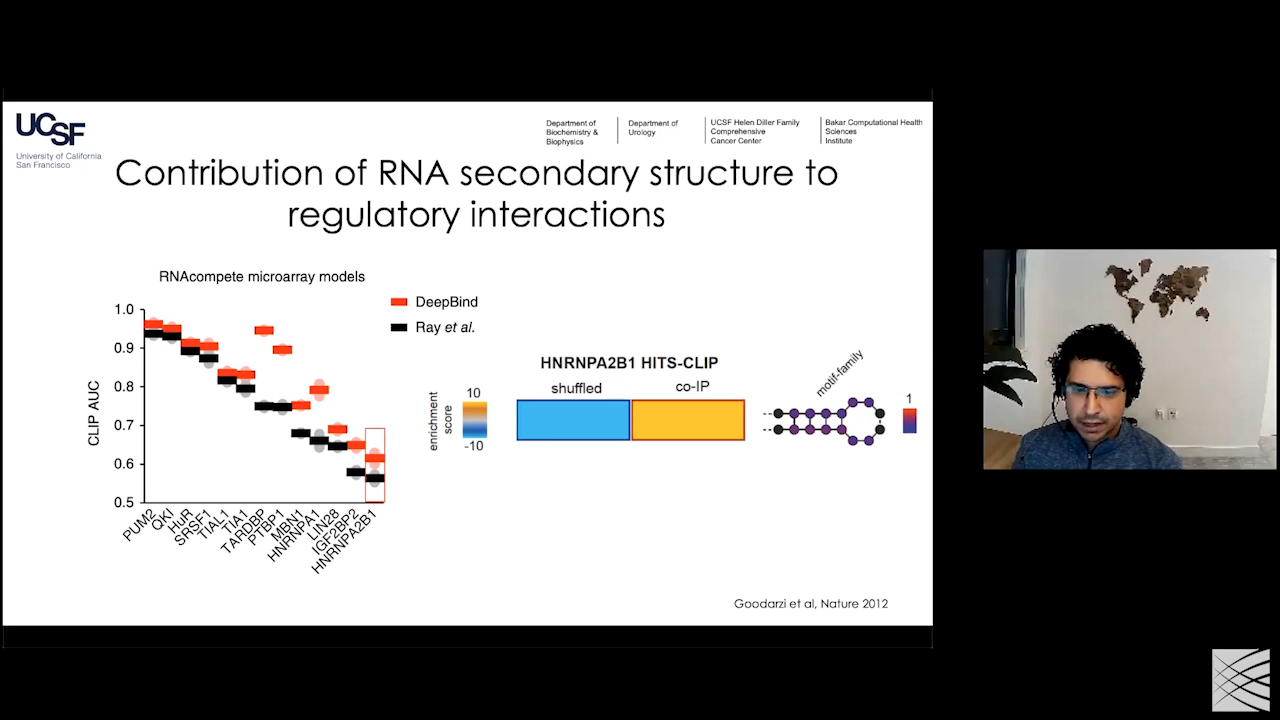 UCSF
University of California
San Francisco
Department of
Biochemistry &
Biophysics
Department of
Urology
UCSF Helen Diller Family
Comprehensive
Cancer Center
Bakar Computational Health
Sciences
Institute
Contribution of RNA secondary structure to
regulatory interactions
RNAcompete microarray models
DeepBind
Ray et al.
CLIP AUC
1.0
0.9
0.8
0.7
0.6
0.5
PUM2
QKI
HuR
SRSF1
TIAL1
TIA1
TARDBP
PTBP1
MBN1
HNRNPA1
LIN28
IGF2BP2
HNRNPA2B1
HNRNPA2B1 HITS-CLIP
shuffled
co-IP
motif-family
enrichment
score
10
-10
1
Goodarzi et al, Nature 2012